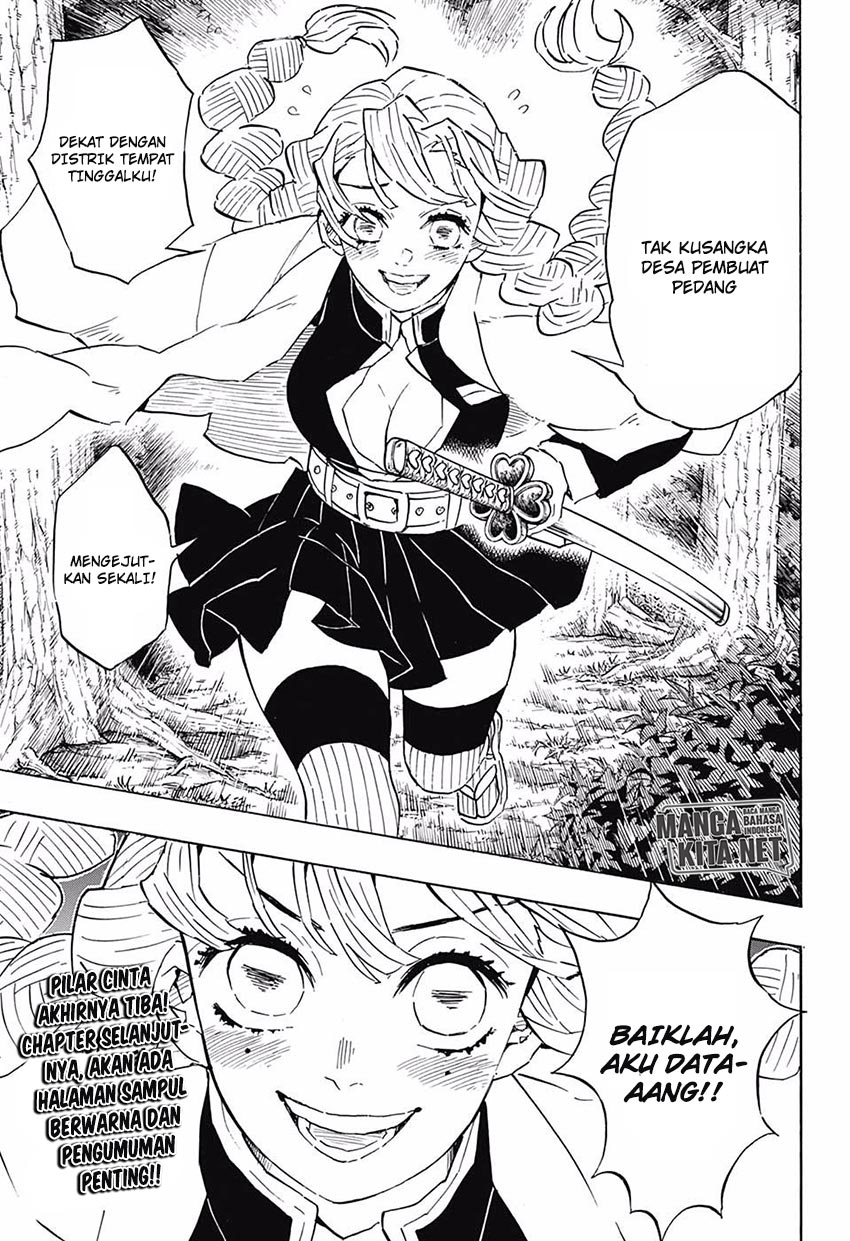 TAK KUSANGKA
DESA PEMBUAT
PEDANG
DEKAT DENGAN
DISTRIK TEMPAT
TINGGALKU!
MENGEJUT-
KAN SEKALI!
MANGA
KITA.NET
BACA MANGA
BAHASA
INDONESIA
BAIKLAH,
AKU DATA-
AANG!!
PILAR CINTA
AKHIRNYA TIBA!
CHAPTER SELANJUT-
NYA, AKAN ADA
HALAMAN SAMPUL
BERWARNA DAN
PENGUMUMAN
PENTING!!